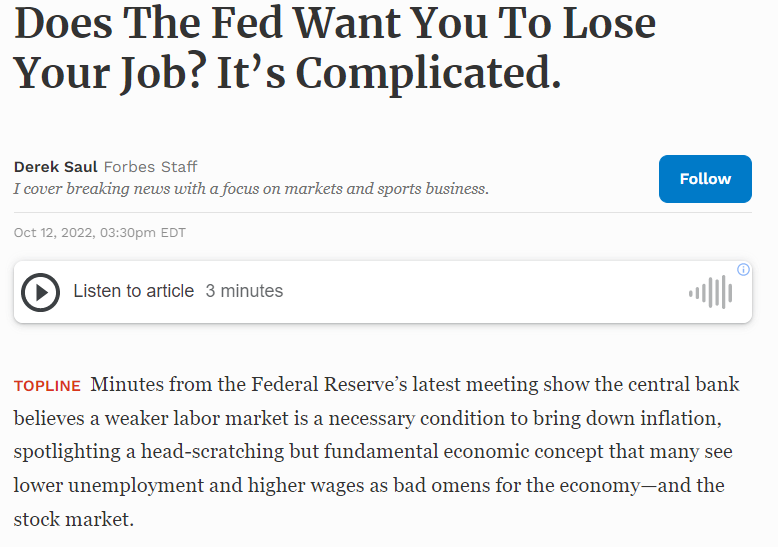 Does The Fed Want You To Lose
Your Job? It’s Complicated.
Derek Saul Forbes Staff
I cover breaking news with a focus on markets and sports business.
Follow
Oct 12, 2022, 03:30pm EDT
Listen to article 3 minutes
TOPLINE Minutes from the Federal Reserve’s latest meeting show the central bank
believes a weaker labor market is a necessary condition to bring down inflation,
spotlighting a head-scratching but fundamental economic concept that many see
lower unemployment and higher wages as bad omens for the economy—and the
stock market.